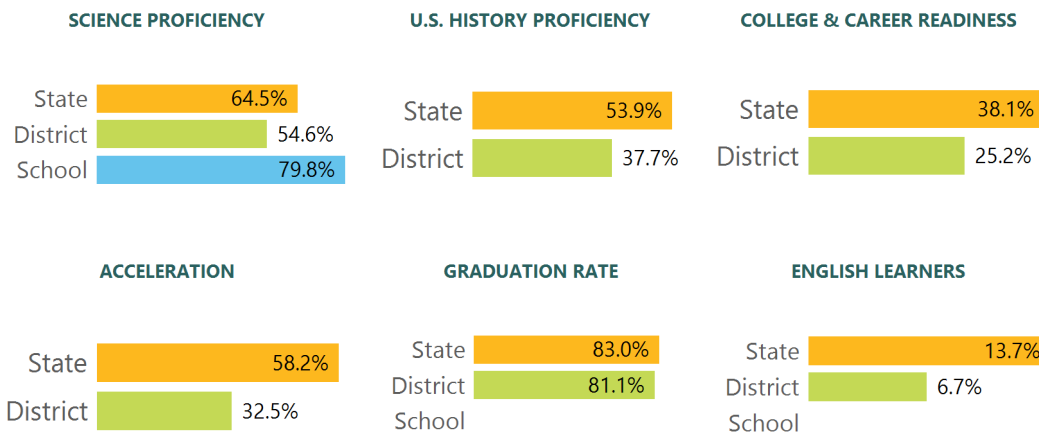 SCIENCE PROFICIENCY
State 64.5%
District 54.6%
School 79.8%
U.S. HISTORY PROFICIENCY
State 53.9%
District 37.7%
COLLEGE & CAREER READINESS
State 38.1%
District 25.2%
ACCELERATION
State 58.2%
District 32.5%
GRADUATION RATE
State 83.0%
District 81.1%
School
ENGLISH LEARNERS
State 13.7%
District 6.7%
School